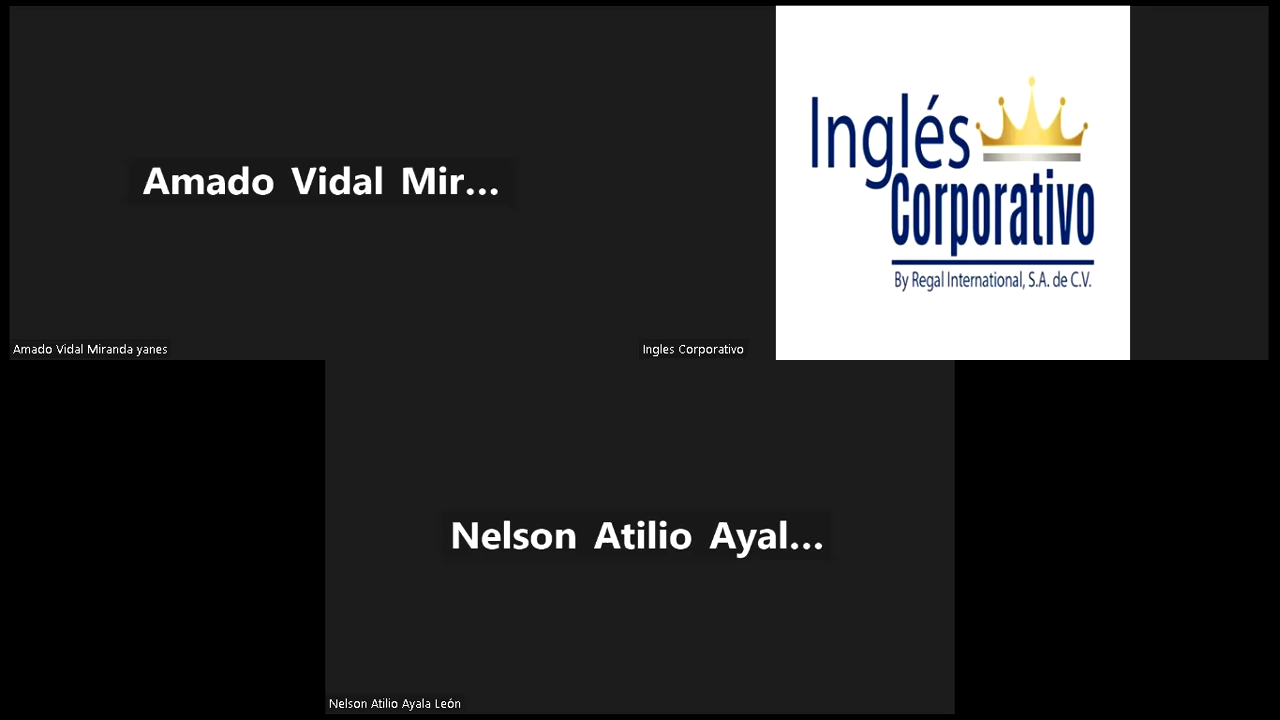 Amado Vidal Mir...
Amado Vidal Miranda yanes
Inglés
Corporativo
By Regal International, S.A. de C.V.
Ingles Corporativo
Nelson Atilio Ayal...
Nelson Atilio Ayala León